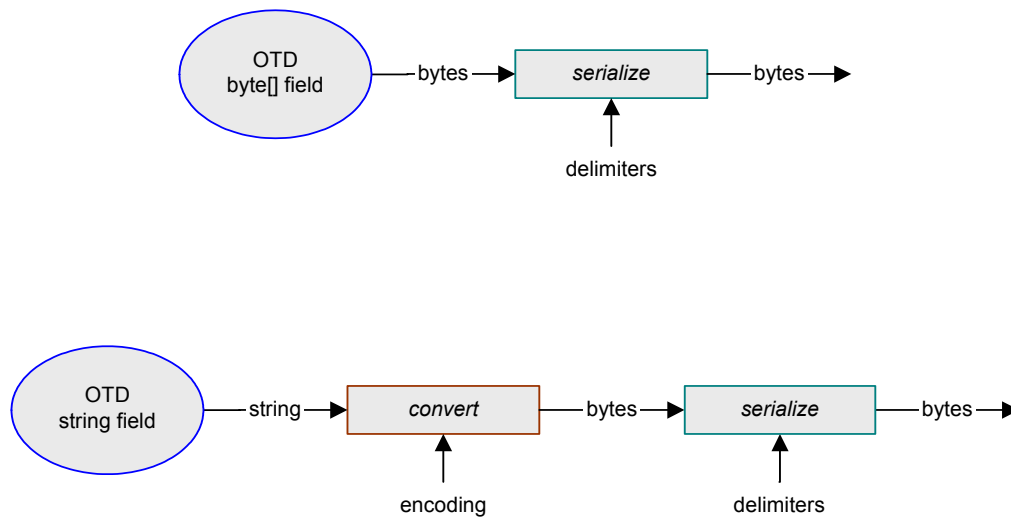 OTD
byte[] field
bytes
serialize
bytes
delimiters
OTD
string field
string
convert
bytes
serialize
bytes
encoding
delimiters